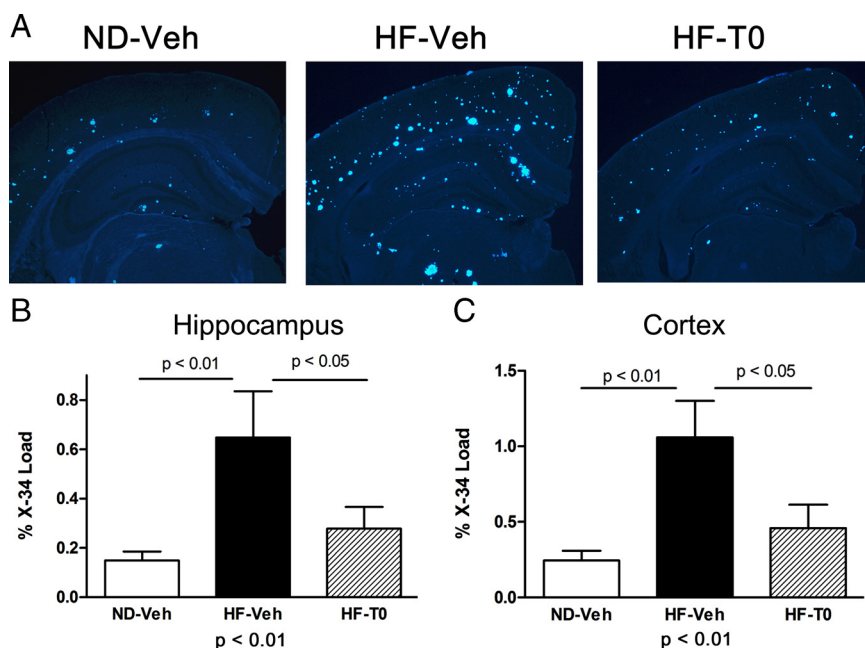 A
ND-Veh HF-Veh HF-T0
B
Hippocampus
p < 0.01 p < 0.05
% X-34 Load
0.8
0.6
0.4
0.2
0.0
ND-Veh HF-Veh HF-T0
p < 0.01
C
Cortex
p < 0.01 p < 0.05
% X-34 Load
1.5
1.0
0.5
0.0
ND-Veh HF-Veh HF-T0
p < 0.01